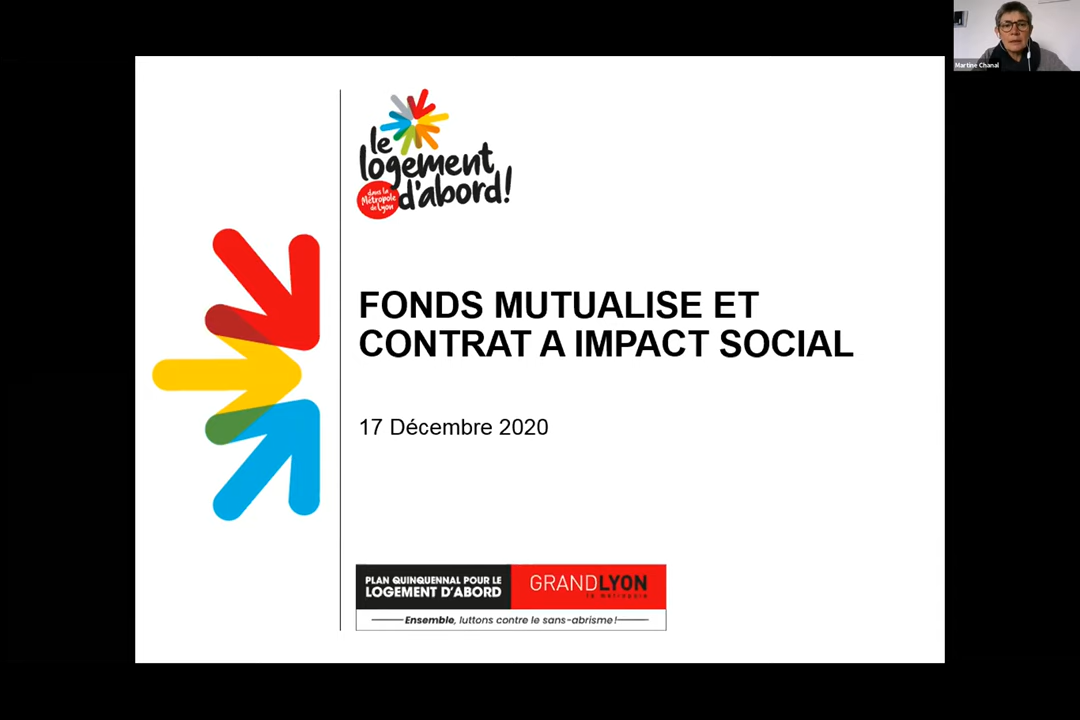 Martine Chanal
le
logement
d'abord!
dans la
Métropole
de Lyon
FONDS MUTUALISE ET
CONTRAT A IMPACT SOCIAL
17 Décembre 2020
PLAN QUINQUENNAL POUR LE
LOGEMENT D'ABORD
GRANDLYON
la métropole
Ensemble, luttons contre le sans-abrisme!